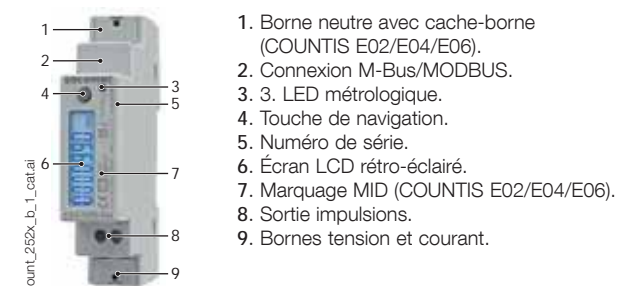 1
2
4
6
3
5
7
8
9
ount_252x_b_1_cat.ai
1. Borne neutre avec cache-borne
(COUNTIS E02/E04/E06).
2. Connexion M-Bus/MODBUS.
3. 3. LED métrologique.
4. Touche de navigation.
5. Numéro de série.
6. Écran LCD rétro-éclairé.
7. Marquage MID (COUNTIS E02/E04/E06).
8. Sortie impulsions.
9. Bornes tension et courant.